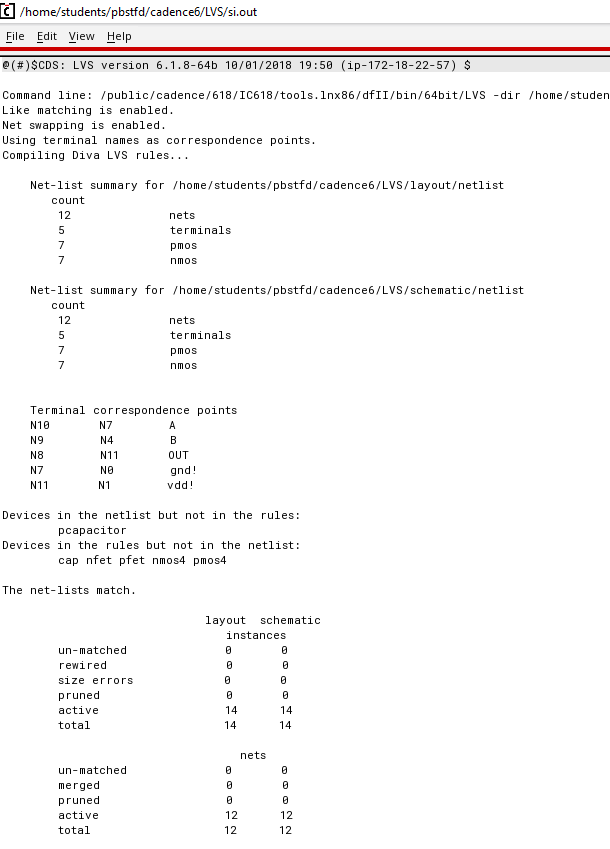 /home/students/pbstfd/cadence6/LVS/si.out
File Edit View Help
@(#)$CDS: LVS version 6.1.8-64b 10/01/2018 19:50 (ip-172-18-22-57) $
Command line: /public/cadence/618/IC618/tools.lnx86/dfII/bin/64bit/LVS -dir /home/studen
Like matching is enabled.
Net swapping is enabled.
Using terminal names as correspondence points.
Compiling Diva LVS rules...
Net-list summary for /home/students/pbstfd/cadence6/LVS/layout/netlist
count
12 nets
5 terminals
7 pmos
7 nmos
Net-list summary for /home/students/pbstfd/cadence6/LVS/schematic/netlist
count
12 nets
5 terminals
7 pmos
7 nmos
Terminal correspondence points
N10 N7 A
N9 N4 B
N8 N11 OUT
N7 N0 gnd!
N11 N1 vdd!
Devices in the netlist but not in the rules:
pcapacitor
Devices in the rules but not in the netlist:
cap nfet pfet nmos4 pmos4
The net-lists match.
layout schematic
instances
un-matched 0 0
rewired 0 0
size errors 0 0
pruned 0 0
active 14 14
total 14 14
nets
un-matched 0 0
merged 0 0
pruned 0 0
active 12 12
total 12 12